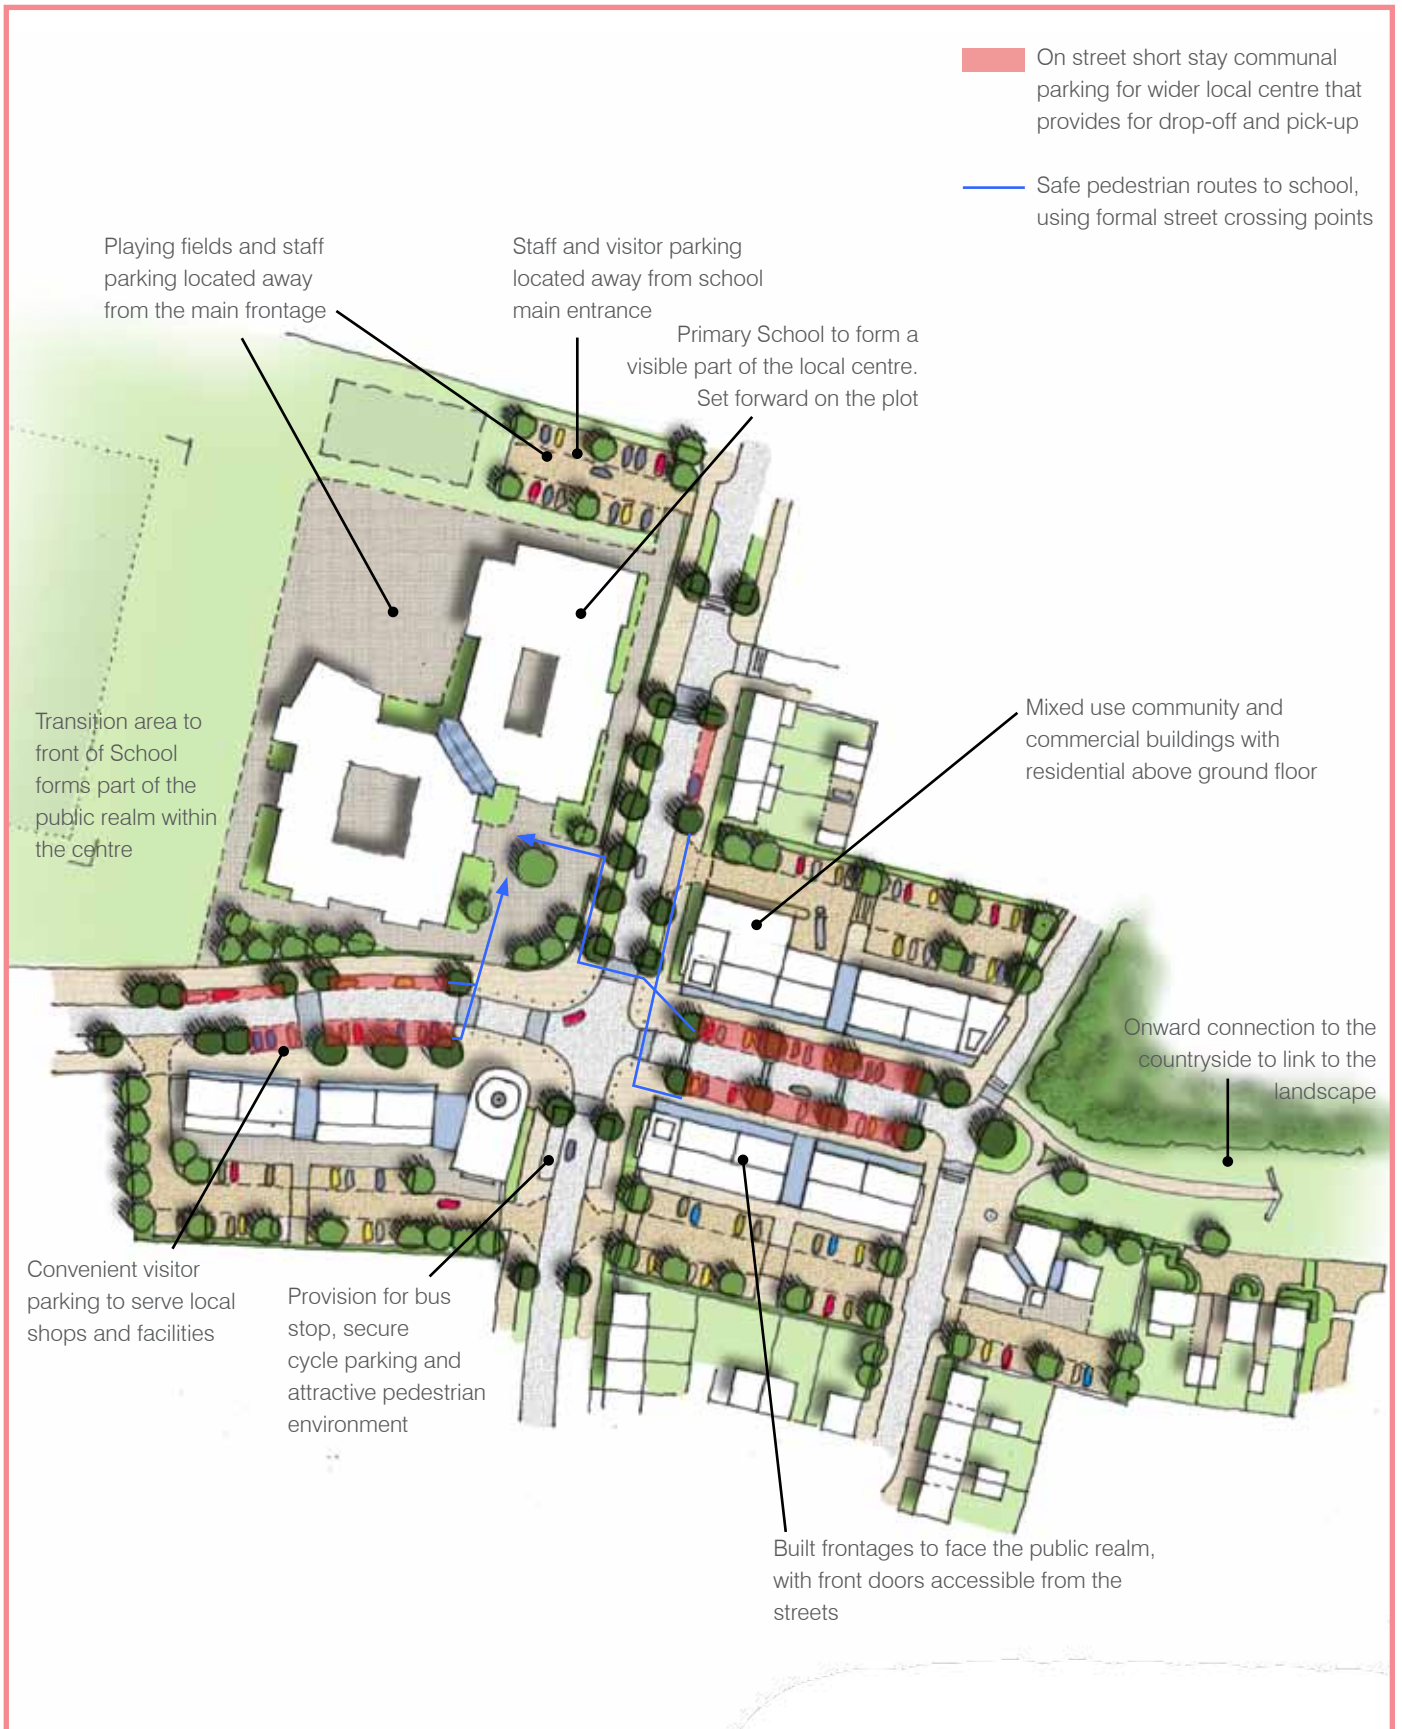 On street short stay communal
parking for wider local centre that
provides for drop-off and pick-up
Safe pedestrian routes to school,
using formal street crossing points
Playing fields and staff
parking located away
from the main frontage
Staff and visitor parking
located away from school
main entrance
Primary School to form a
visible part of the local centre.
Set forward on the plot
Transition area to
front of School
forms part of the
public realm within
the centre
Mixed use community and
commercial buildings with
residential above ground floor
Onward connection to the
countryside to link to the
landscape
Convenient visitor
parking to serve local
shops and facilities
Provision for bus
stop, secure
cycle parking and
attractive pedestrian
environment
Built frontages to face the public realm,
with front doors accessible from the
streets